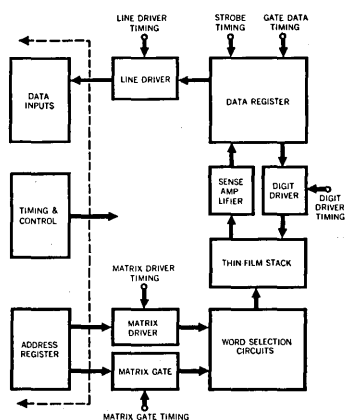 LINE DRIVER
TIMING
STROBE
TIMING
GATE DATA
TIMING
DATA
INPUTS
LINE DRIVER
DATA REGISTER
TIMING &
CONTROL
SENSE
AMP
LIFIER
DIGIT
DRIVER
DIGIT
DRIVER
TIMING
THIN-FILM STACK
MATRIX DRIVER
TIMING
ADDRESS
REGISTER
MATRIX
DRIVER
MATRIX GATE
WORD SELECTION
CIRCUITS
MATRIX GATE TIMING